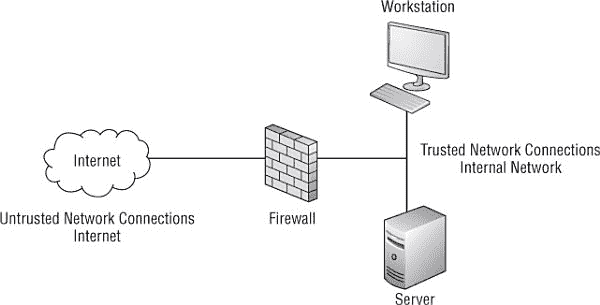 Workstation
Internet
Trusted Network Connections
Internal Network
Untrusted Network Connections
Internet
Firewall
Server